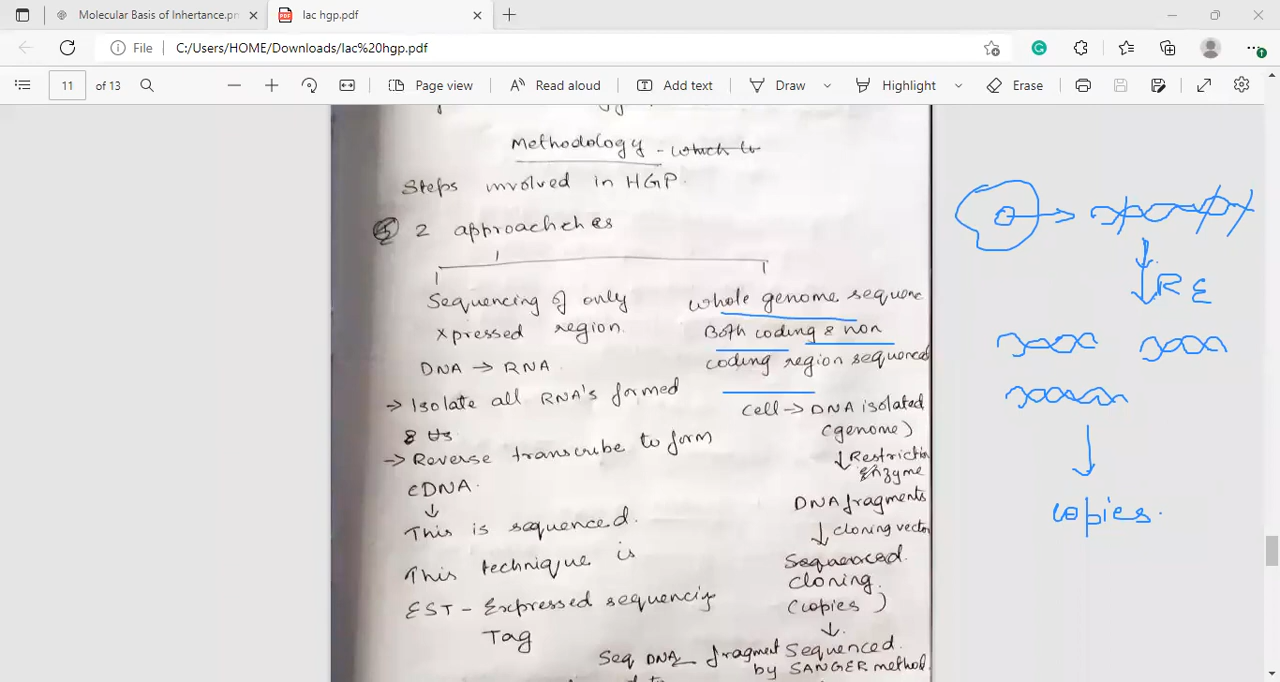 Molecular Basis of Inhertance.pr
lac hgp.pdf
File
C:/Users/HOME/Downloads/lac%20hgp.pdf
11 of 13
Page view
Read aloud
Add text
Draw
Highlight
Erase
Methodology - which
Steps involved in HGP.
2 approachches
Sequencing of only
xpressed region.
DNA → RNA
→ Isolate all RNA's formed
&
→ Reverse transcribe to form
cDNA.
↓
This is sequenced.
This technique is
EST - Expressed sequencing
Tag
whole genome sequenc
Both coding & non
coding region sequenced
cell → DNA isolated
(genome)
↓ Restrictio
Enzyme
DNA fragments
↓ cloning vector
Sequenced.
cloning.
(copies)
↓
Seq DNA fragment Sequenced.
by SANGER method.
RE
copies.